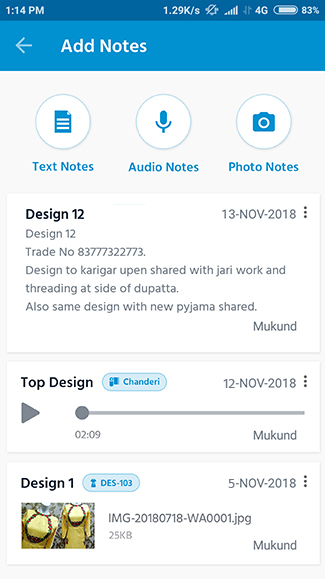 1:14 PM 1.29K/s 4G 83%
Add Notes
Text Notes Audio Notes Photo Notes
Design 12 13-NOV-2018
Design 12
Trade No 83777322773.
Design to karigar upen shared with jari work and
threading at side of dupatta.
Also same design with new pyjama shared.
Mukund
Top Design Chanderi 12-NOV-2018
02:09 Mukund
Design 1 DES-103 5-NOV-2018
IMG-20180718-WA0001.jpg
25KB
Mukund